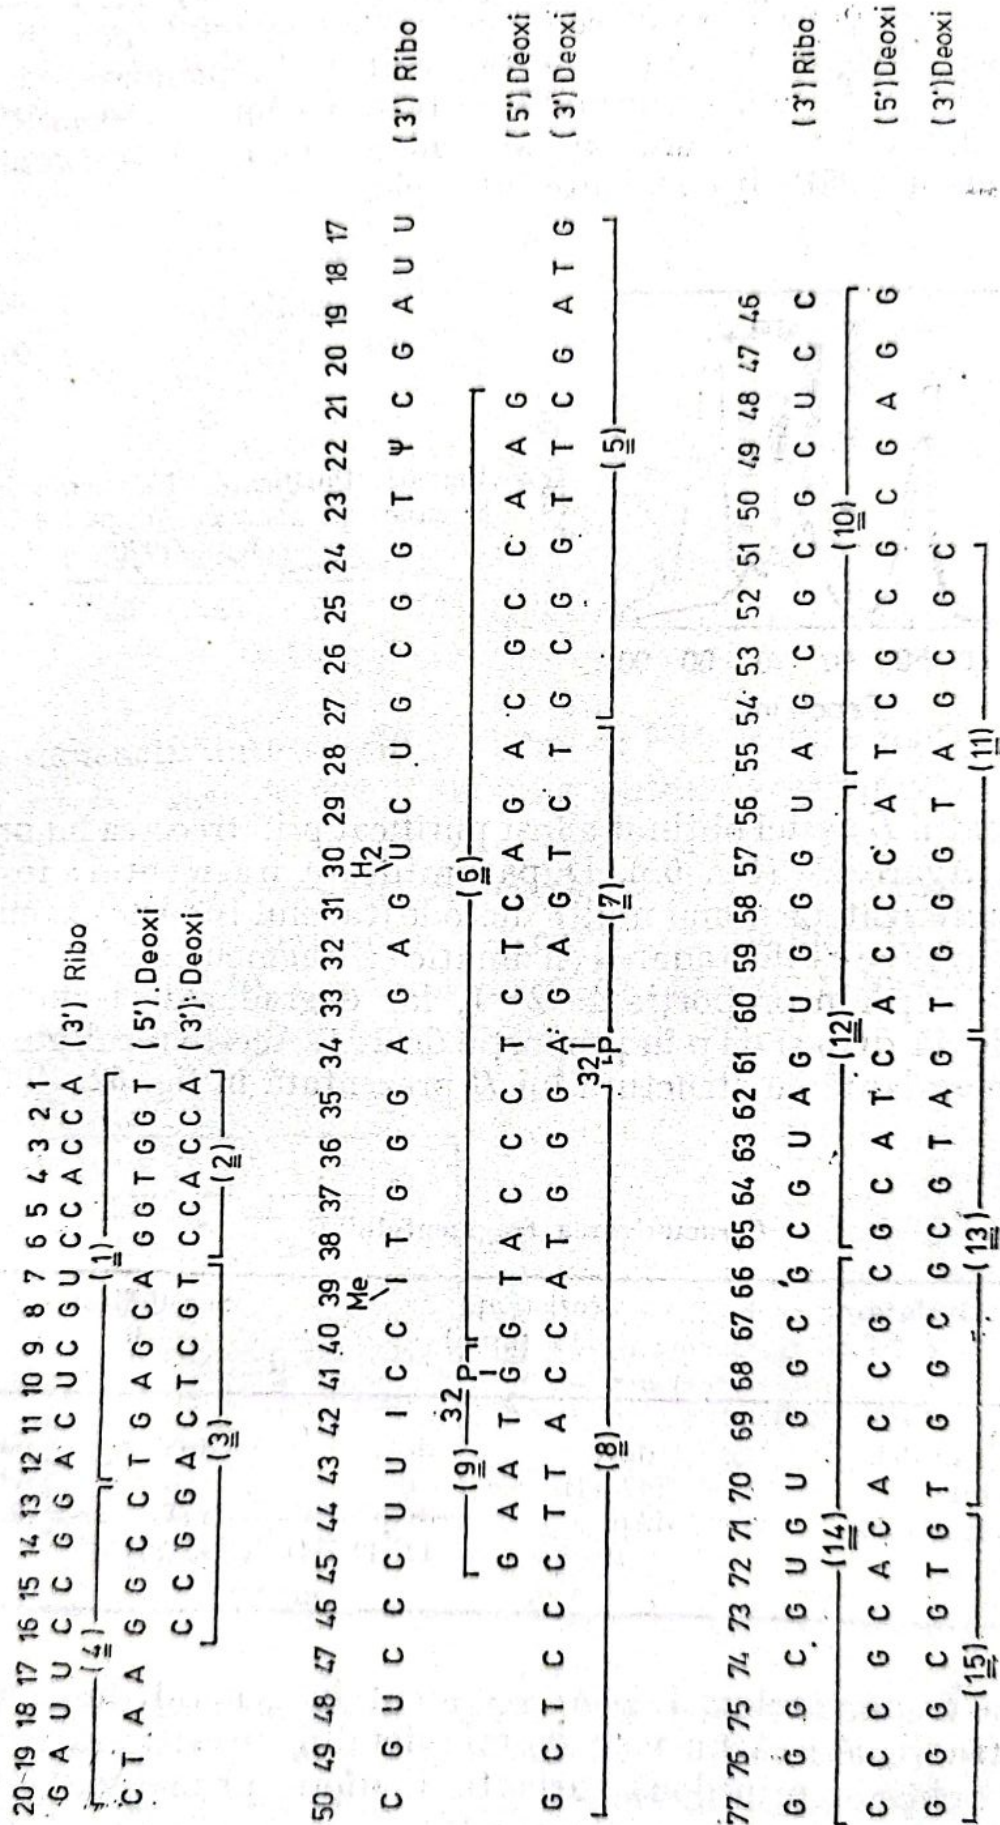 20 19 18 17 16 15 14 13 12 11 10 9 8 7 6 5 4 3 2 1
G A U U C C G G A C U C G U C C A C C A (3') Ribo
(4) (1)
C T A A G G C C T G A G C A G G T G G T (5').Deoxi
C C G G A C T C G T C C A C C A (3'): Deoxi
(3) (2)
50 49 48 47 46 45 44 43 42 41 40 39 38 37 36 35 34 33 32 31 30 29 28 27 26 25 24 23 22 21 20 19 18 17
Me H2
C G U C C C U U I C C I T G G G A G A G U C U G C G G T Ψ C G A U U (3') Ribo
(9) 32 P (6)
G A A T G G T A C C C T C T C A G A C G C C A A G (5') Deoxi
G C T C C C T T A C C A T G G G A G A G T C T G C G G T T C G A T G (3') Deoxi
32 P
(8) (7) (5)
77 76 75 74 73 72 71 70 69 68 67 66 65 64 63 62 61 60 59 58 57 56 55 54 53 52 51 50 49 48 47 46
G G G C G U G U G G C G C G U A G U G G G U A G C G C G C U C C (3') Ribo
(14) (12) (10)
C C C G C A C A C C G C G C A T C A C C C A T C G C G C G A G G (5')Deoxi
G G G C G T G T G G C G C G T A G T G G G T A G C G C (3')Deoxi
(15) (13) (11)